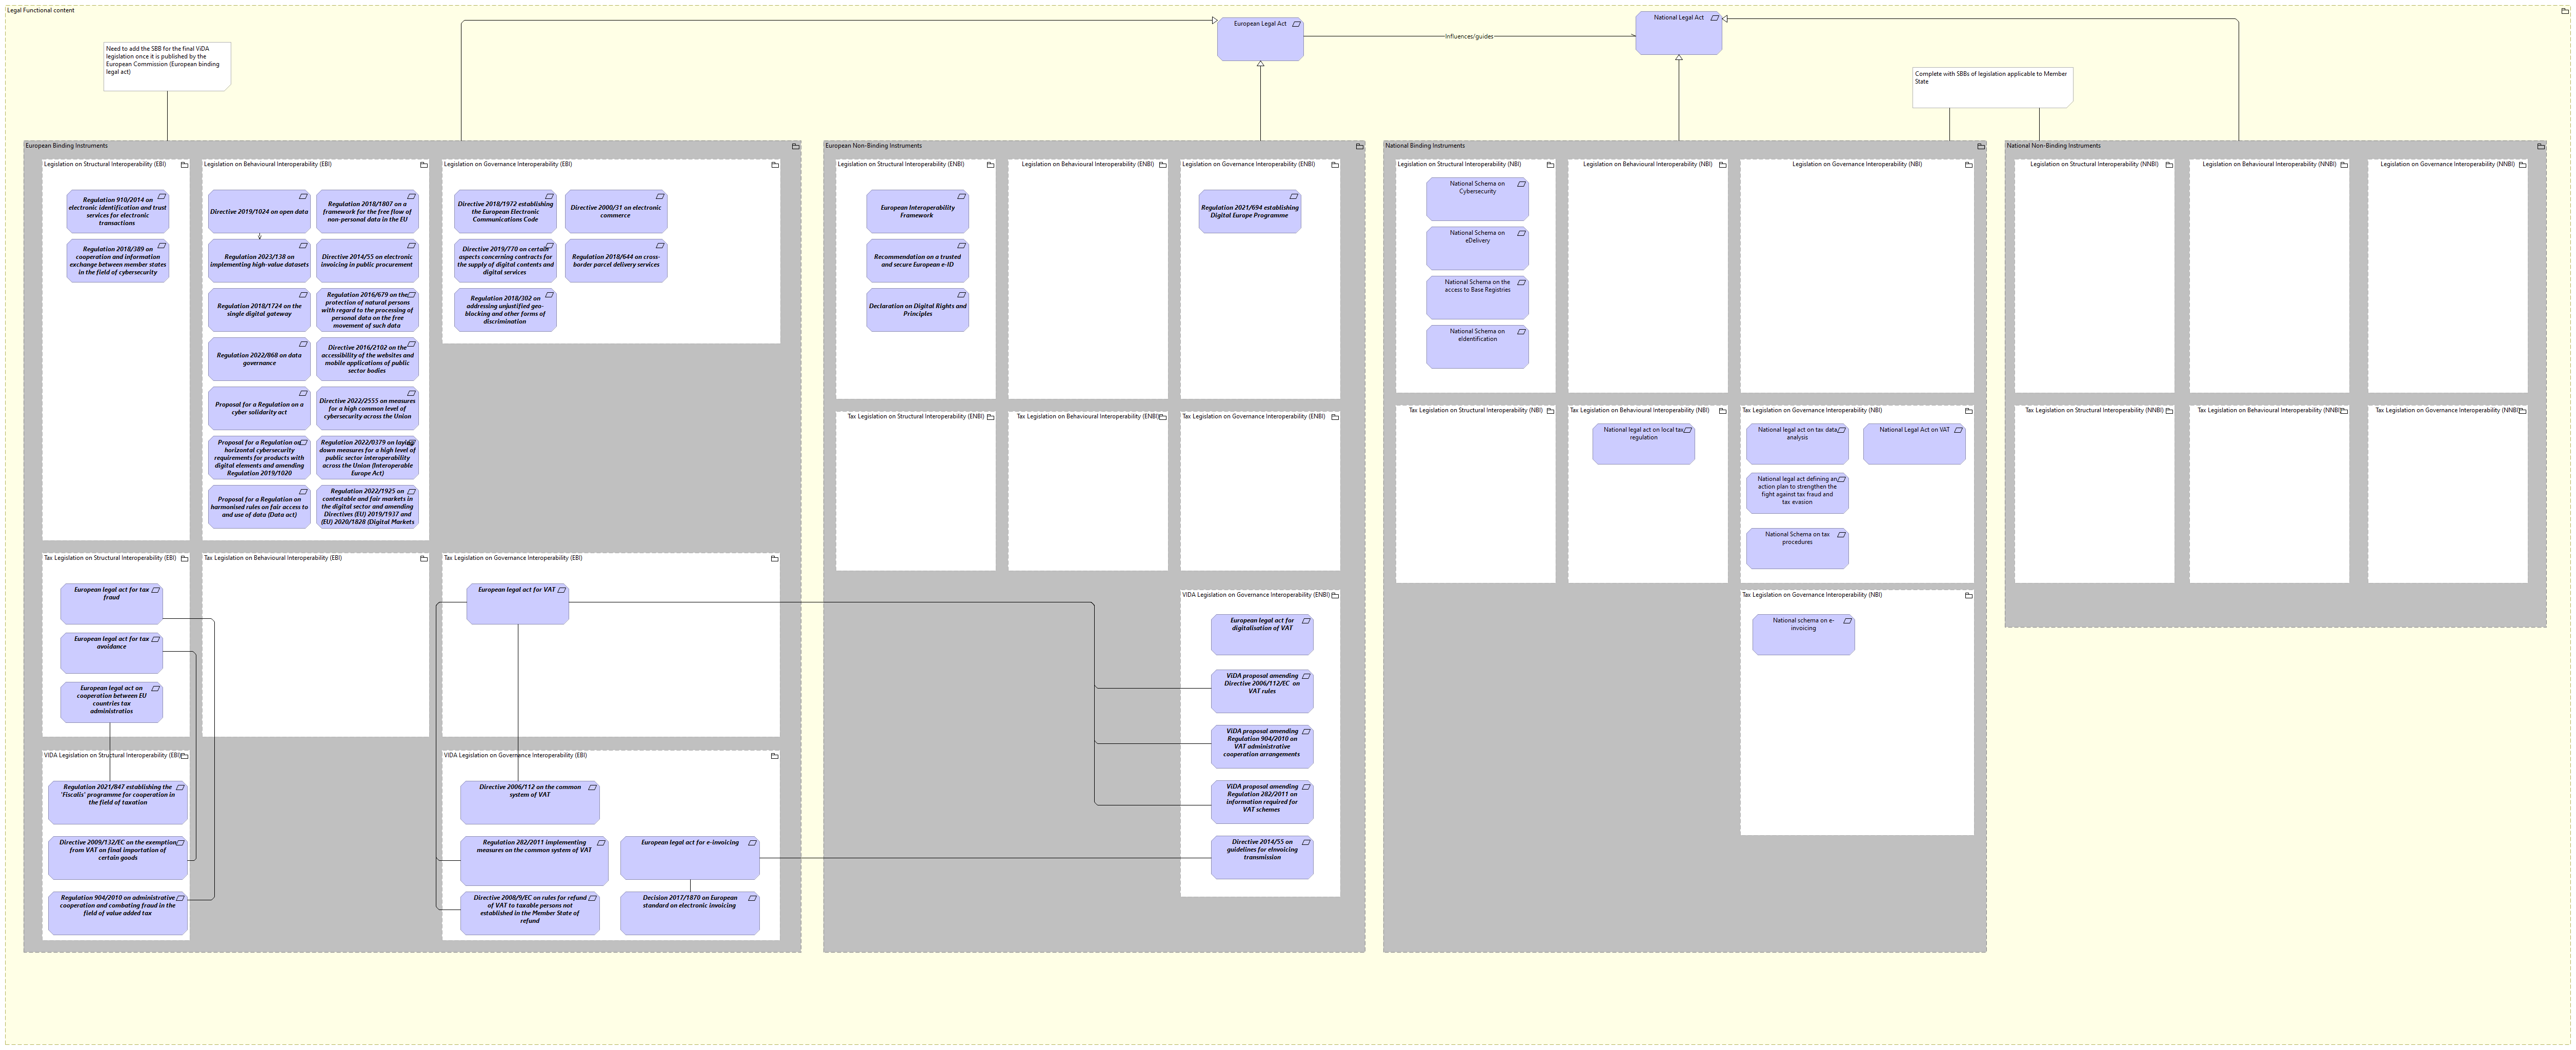 Legal Functional content
European Legal Act
National Legal Act
Influences/guides
Need to add the SBB for the final ViDA
legislation once it is published by the
European Commission (European binding
legal act)
Complete with SBBs of legislation applicable to Member
State
European Binding Instruments
Legislation on Structural Interoperability (EBI)
Regulation 910/2014 on
electronic identification and trust
services for electronic
transactions
Regulation 2018/389 on
cooperation and information
exchange between member states
in the field of cybersecurity
Legislation on Behavioural Interoperability (EBI)
Directive 2019/1024 on open data
Regulation 2018/1807 on a
framework for the free flow of
non-personal data in the EU
Regulation 2023/138 on
implementing high-value datasets
Directive 2014/55 on electronic
invoicing in public procurement
Regulation 2018/1724 on the
single digital gateway
Regulation 2016/679 on the
protection of natural persons
with regard to the processing of
personal data on the free
movement of such data
Regulation 2022/868 on data
governance
Directive 2016/2102 on the
accessibility of the websites and
mobile applications of public
sector bodies
Proposal for a Regulation on a
cyber solidarity act
Directive 2022/2555 on measures
for a high common level of
cybersecurity across the Union
Proposal for a Regulation on
horizontal cybersecurity
requirements for products with
digital elements and amending
Regulation 2019/1020
Regulation 2022/0379 on laying
down measures for a high level of
public sector interoperability
across the Union (Interoperable
Europe Act)
Proposal for a Regulation on
harmonised rules on fair access to
and use of data (Data act)
Regulation 2022/1925 on
contestable and fair markets in
the digital sector and amending
Directives (EU) 2019/1937 and
(EU) 2020/1828 (Digital Markets
Legislation on Governance Interoperability (EBI)
Directive 2018/1972 establishing
the European Electronic
Communications Code
Directive 2000/31 on electronic
commerce
Directive 2019/770 on certain
aspects concerning contracts for
the supply of digital contents and
digital services
Regulation 2018/644 on cross-
border parcel delivery services
Regulation 2018/302 on
addressing unjustified geo-
blocking and other forms of
discrimination
Tax Legislation on Structural Interoperability (EBI)
European legal act for tax
fraud
European legal act for tax
avoidance
European legal act on
cooperation between EU
countries tax
administratios
Tax Legislation on Behavioural Interoperability (EBI)
Tax Legislation on Governance Interoperability (EBI)
European legal act for VAT
VIDA Legislation on Structural Interoperability (EBI)
Regulation 2021/847 establishing the
'Fiscalis' programme for cooperation in
the field of taxation
Directive 2009/132/EC on the exemption
from VAT on final importation of
certain goods
Regulation 904/2010 on administrative
cooperation and combating fraud in the
field of value added tax
VIDA Legislation on Governance Interoperability (EBI)
Directive 2006/112 on the common
system of VAT
Regulation 282/2011 implementing
measures on the common system of VAT
European legal act for e-invoicing
Directive 2008/9/EC on rules for refund
of VAT to taxable persons not
established in the Member State of
refund
Decision 2017/1870 on European
standard on electronic invoicing
European Non-Binding Instruments
Legislation on Structural Interoperability (ENBI)
European Interoperability
Framework
Recommendation on a trusted
and secure European e-ID
Declaration on Digital Rights and
Principles
Legislation on Behavioural Interoperability (ENBI)
Legislation on Governance Interoperability (ENBI)
Regulation 2021/694 establishing
Digital Europe Programme
Tax Legislation on Structural Interoperability (ENBI)
Tax Legislation on Behavioural Interoperability (ENBI)
Tax Legislation on Governance Interoperability (ENBI)
VIDA Legislation on Governance Interoperability (ENBI)
European legal act for
digitalisation of VAT
ViDA proposal amending
Directive 2006/112/EC on
VAT rules
ViDA proposal amending
Regulation 904/2010 on
VAT administrative
cooperation arrangements
ViDA proposal amending
Regulation 282/2011 on
information required for
VAT schemes
Directive 2014/55 on
guidelines for eInvoicing
transmission
National Binding Instruments
Legislation on Structural Interoperability (NBI)
National Schema on
Cybersecurity
National Schema on
eDelivery
National Schema on the
access to Base Registries
National Schema on
eIdentification
Legislation on Behavioural Interoperability (NBI)
Legislation on Governance Interoperability (NBI)
Tax Legislation on Structural Interoperability (NBI)
Tax Legislation on Behavioural Interoperability (NBI)
National legal act on local tax
regulation
Tax Legislation on Governance Interoperability (NBI)
National legal act on tax data
analysis
National Legal Act on VAT
National legal act defining an
action plan to strengthen the
fight against tax fraud and
tax evasion
National Schema on tax
procedures
Tax Legislation on Governance Interoperability (NBI)
National schema on e-
invoicing
National Non-Binding Instruments
Legislation on Structural Interoperability (NNBI)
Legislation on Behavioural Interoperability (NNBI)
Legislation on Governance Interoperability (NNBI)
Tax Legislation on Structural Interoperability (NNBI)
Tax Legislation on Behavioural Interoperability (NNBI)
Tax Legislation on Governance Interoperability (NNBI)